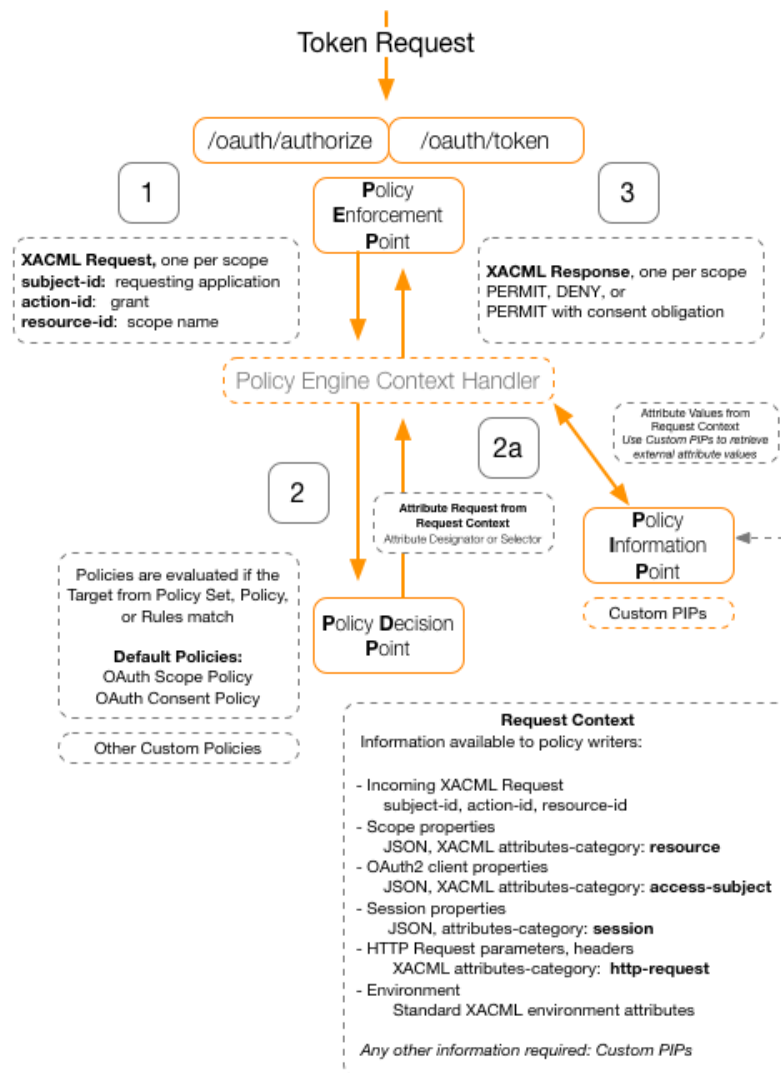 Token Request
/oauth/authorize
/oauth/token
1
Policy
Enforcement
Point
3
XACML Request, one per scope
subject-id: requesting application
action-id: grant
resource-id: scope name
XACML Response, one per scope
PERMIT, DENY, or
PERMIT with consent obligation
Policy Engine Context Handler
2
2a
Attribute Values from
Request Context
Use Custom PIPs to retrieve
external attribute values
Attribute Request from
Request Context
Attribute Designator or Selector
Policy
Information
Point
Custom PIPs
Policies are evaluated if the
Target from Policy Set, Policy,
or Rules match
Default Policies:
OAuth Scope Policy
OAuth Consent Policy
Other Custom Policies
Policy Decision
Point
Request Context
Information available to policy writers:
- Incoming XACML Request
subject-id, action-id, resource-id
- Scope properties
JSON, XACML attributes-category: resource
- OAuth2 client properties
JSON, XACML attributes-category: access-subject
- Session properties
JSON, attributes-category: session
- HTTP Request parameters, headers
XACML attributes-category: http-request
- Environment
Standard XACML environment attributes
Any other information required: Custom PIPs